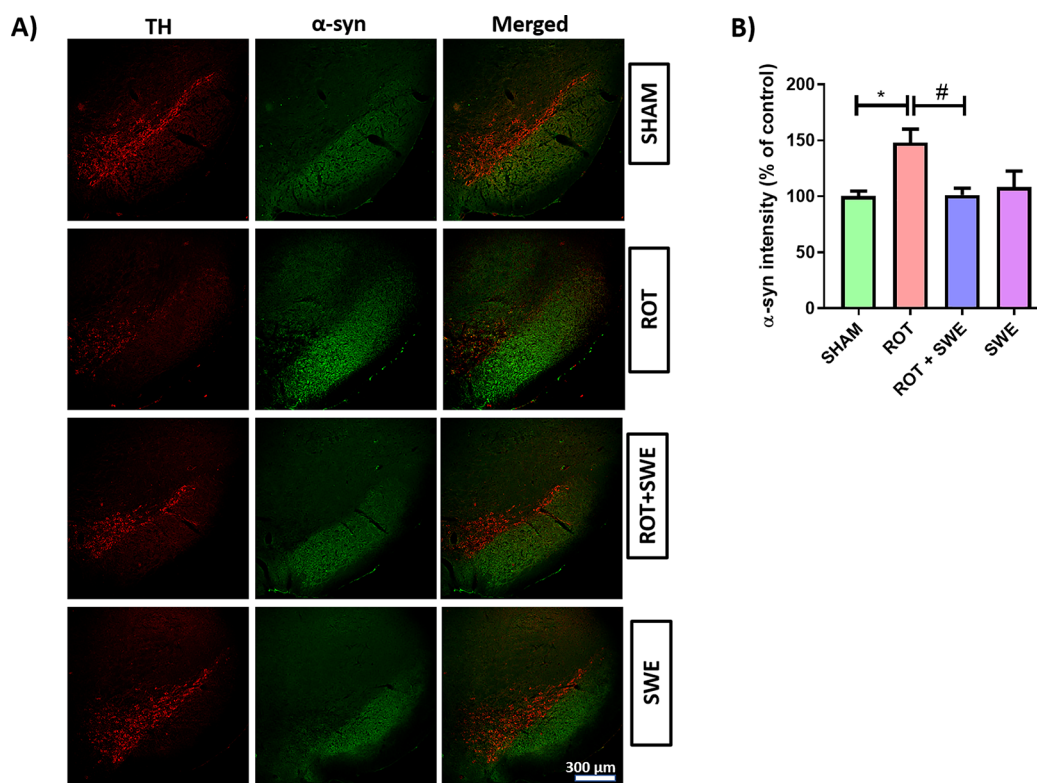 A)
TH
α-syn
Merged
SHAM
ROT
ROT+SWE
SWE
300 µm
B)
α-syn intensity (% of control)
200
150
100
50
0
*
#
SHAM
ROT
ROT + SWE
SWE